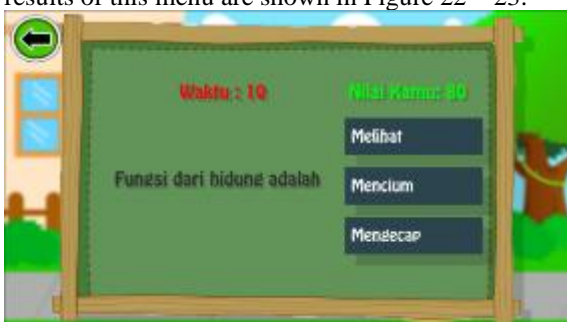 results of this menu are shown in Figure 22 – 23.
Waktu : 10
Nilai Kamu: 80
Melihat
Fungsi dari hidung adalah
Mencium
Mengecap